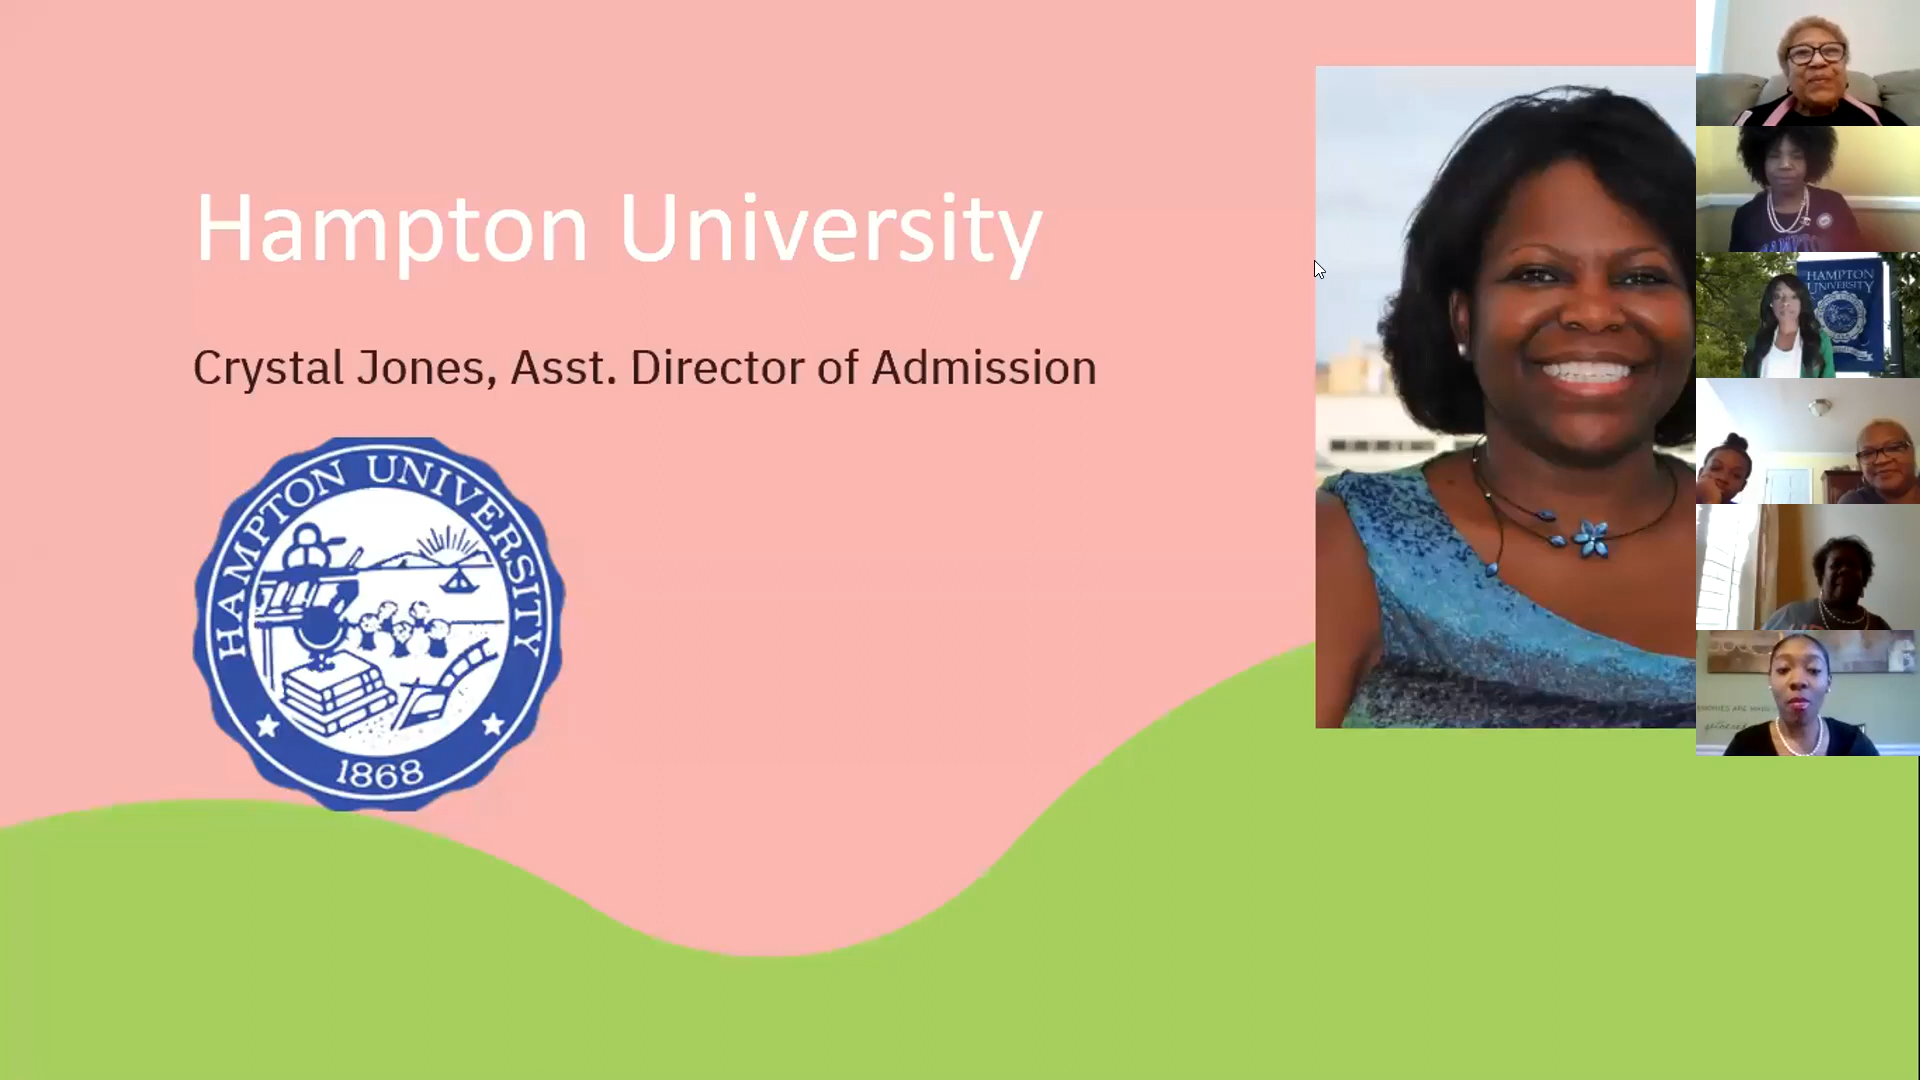 Hampton University
Crystal Jones, Asst. Director of Admission
HAMPTON UNIVERSITY
1868
HAMPTON
UNIVERSITY